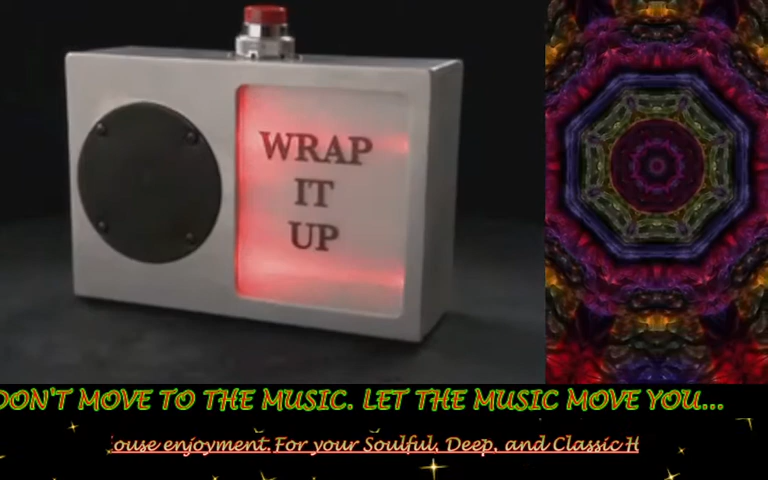 WRAP
IT
UP
DON'T MOVE TO THE MUSIC. LET THE MUSIC MOVE YOU...
ouse enjoyment. For your Soulful, Deep, and Classic H